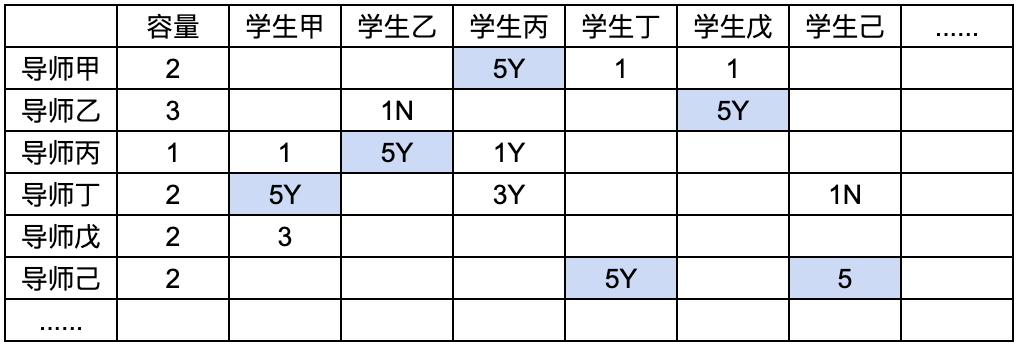 容量 学生甲 学生乙 学生丙 学生丁 学生戊 学生己 ......
导师甲 2 5Y 1 1
导师乙 3 1N 5Y
导师丙 1 1 5Y 1Y
导师丁 2 5Y 3Y 1N
导师戊 2 3
导师己 2 5Y 5
......